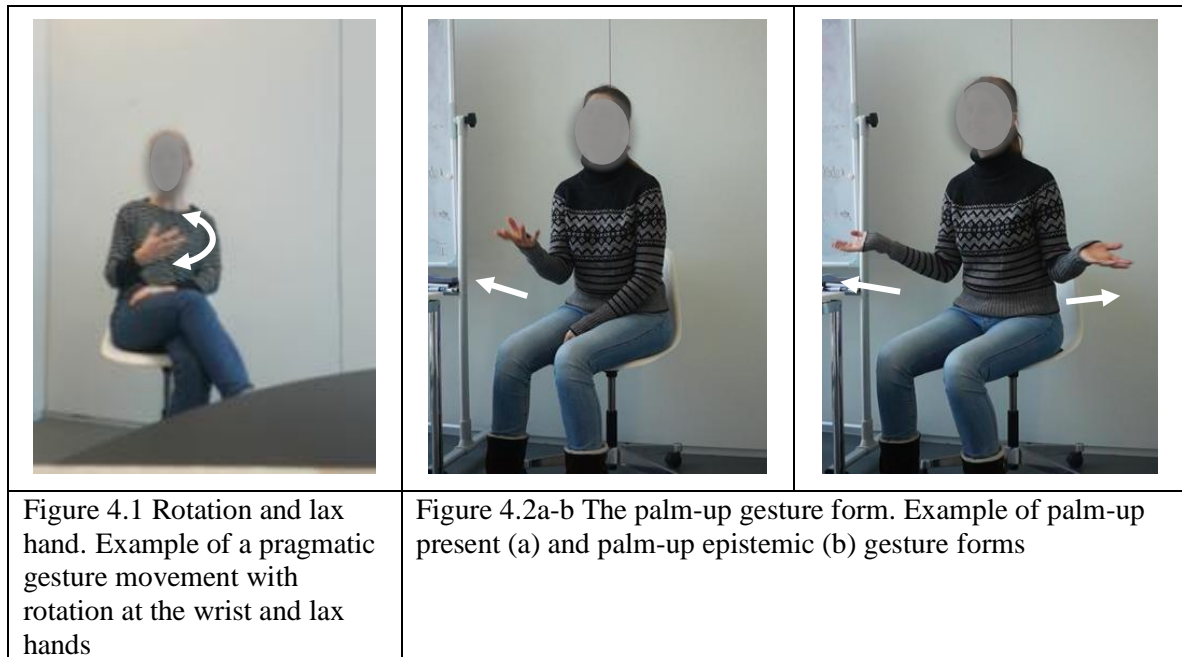 Figure 4.1 Rotation and lax
hand. Example of a pragmatic
gesture movement with
rotation at the wrist and lax
hands
Figure 4.2a-b The palm-up gesture form. Example of palm-up
present (a) and palm-up epistemic (b) gesture forms